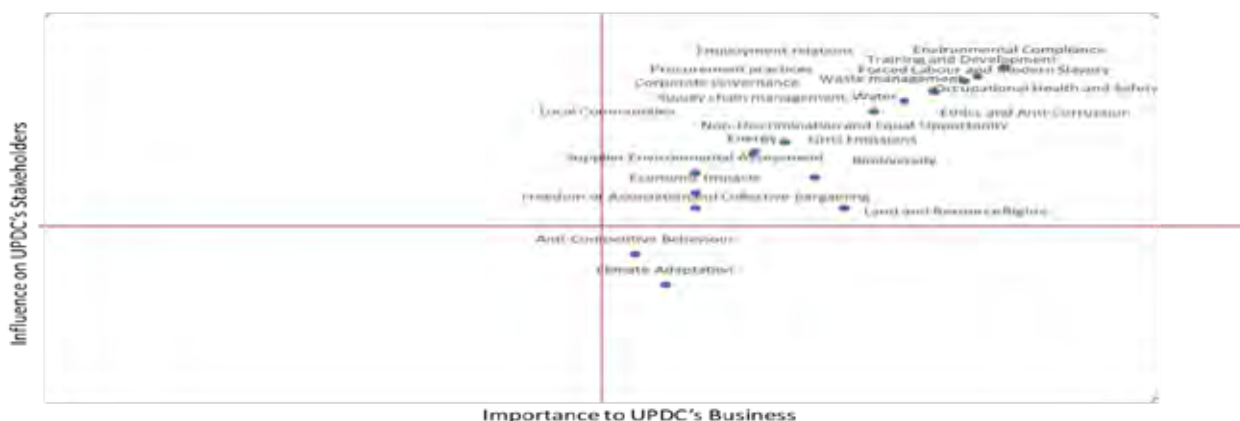 Employment relations
Environmental Compliance
Training and Development
Procurement practices
Forced Labour and Modern Slavery
Corporate Governance
Waste management
Occupational Health and Safety
Supply chain management
Water
Local Communities
Ethics and Anti-Corruption
Non-Discrimination and Equal Opportunity
Energy
GHG Emissions
Supplier Environmental Assessment
Biodiversity
Economic Impacts
Freedom of Association and Collective Bargaining
Land and Resource Rights
Anti-Competitive Behaviour
Climate Adaptation
Influence on UPDC's Stakeholders
Importance to UPDC's Business